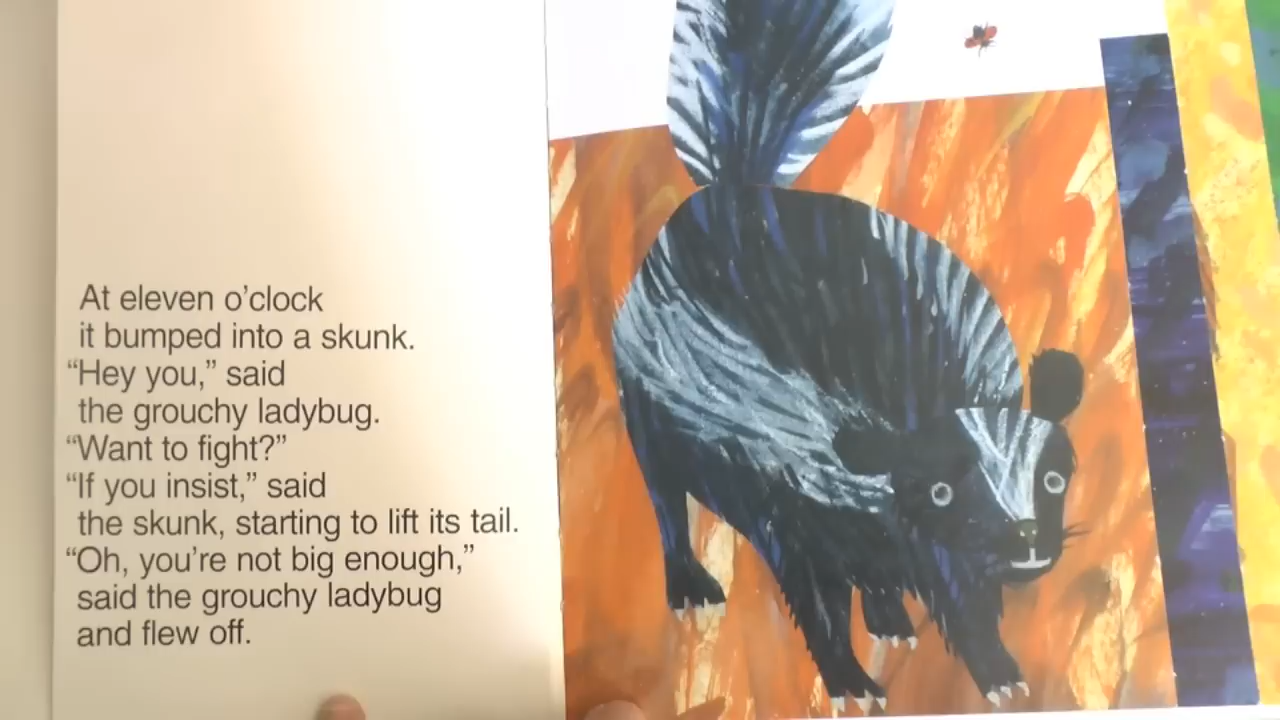 At eleven o’clock
it bumped into a skunk.
“Hey you,” said
the grouchy ladybug.
“Want to fight?”
“If you insist,” said
the skunk, starting to lift its tail.
“Oh, you’re not big enough,”
said the grouchy ladybug
and flew off.